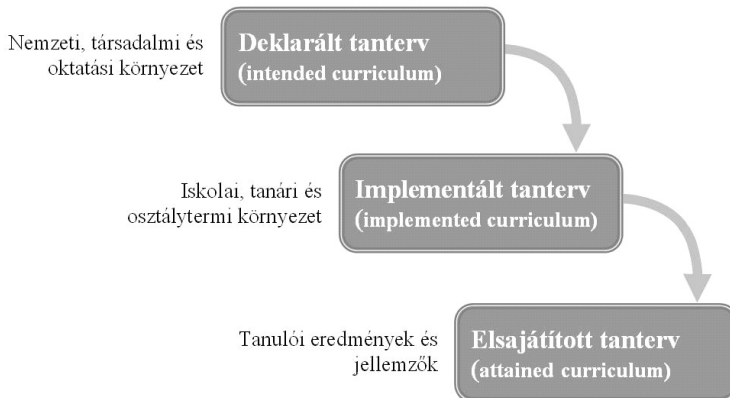 Nemzeti, társadalmi és
oktatási környezet
Deklarált tanterv
(intended curriculum)
Iskolai, tanári és
osztálytermi környezet
Implementált tanterv
(implemented curriculum)
Tanulói eredmények és
jellemzők
Elsajátított tanterv
(attained curriculum)